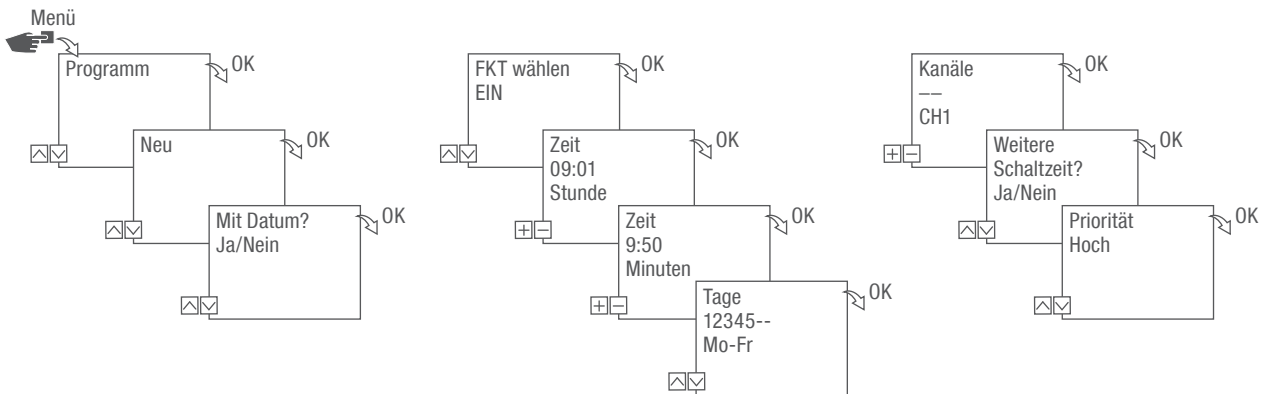 Menü
Programm
OK
Neu
OK
Mit Datum?
Ja/Nein
OK
FKT wählen
EIN
OK
Zeit
09:01
Stunde
OK
Zeit
9:50
Minuten
OK
Tage
12345--
Mo-Fr
OK
Kanäle
––
CH1
OK
Weitere
Schaltzeit?
Ja/Nein
OK
Priorität
Hoch
OK